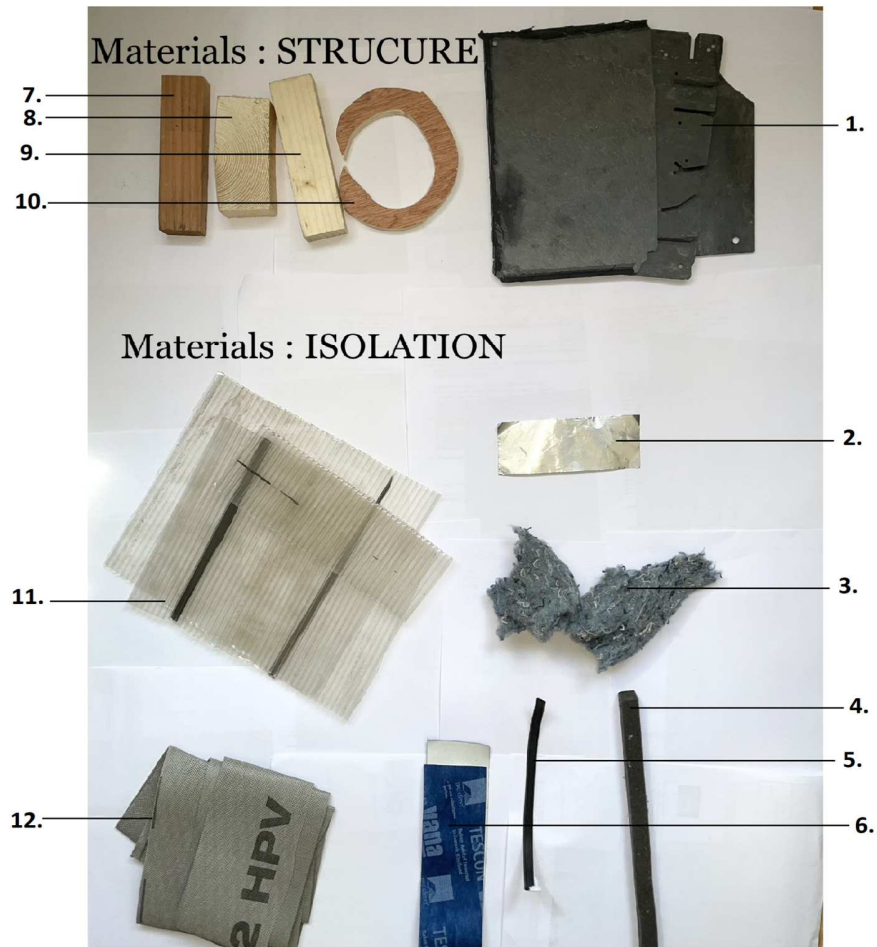 Materials : STRUCURE
7.
8.
9.
10.
1.
Materials : ISOLATION
2.
11.
3.
4.
5.
12.
2 HPV
vana
TESCON
6.